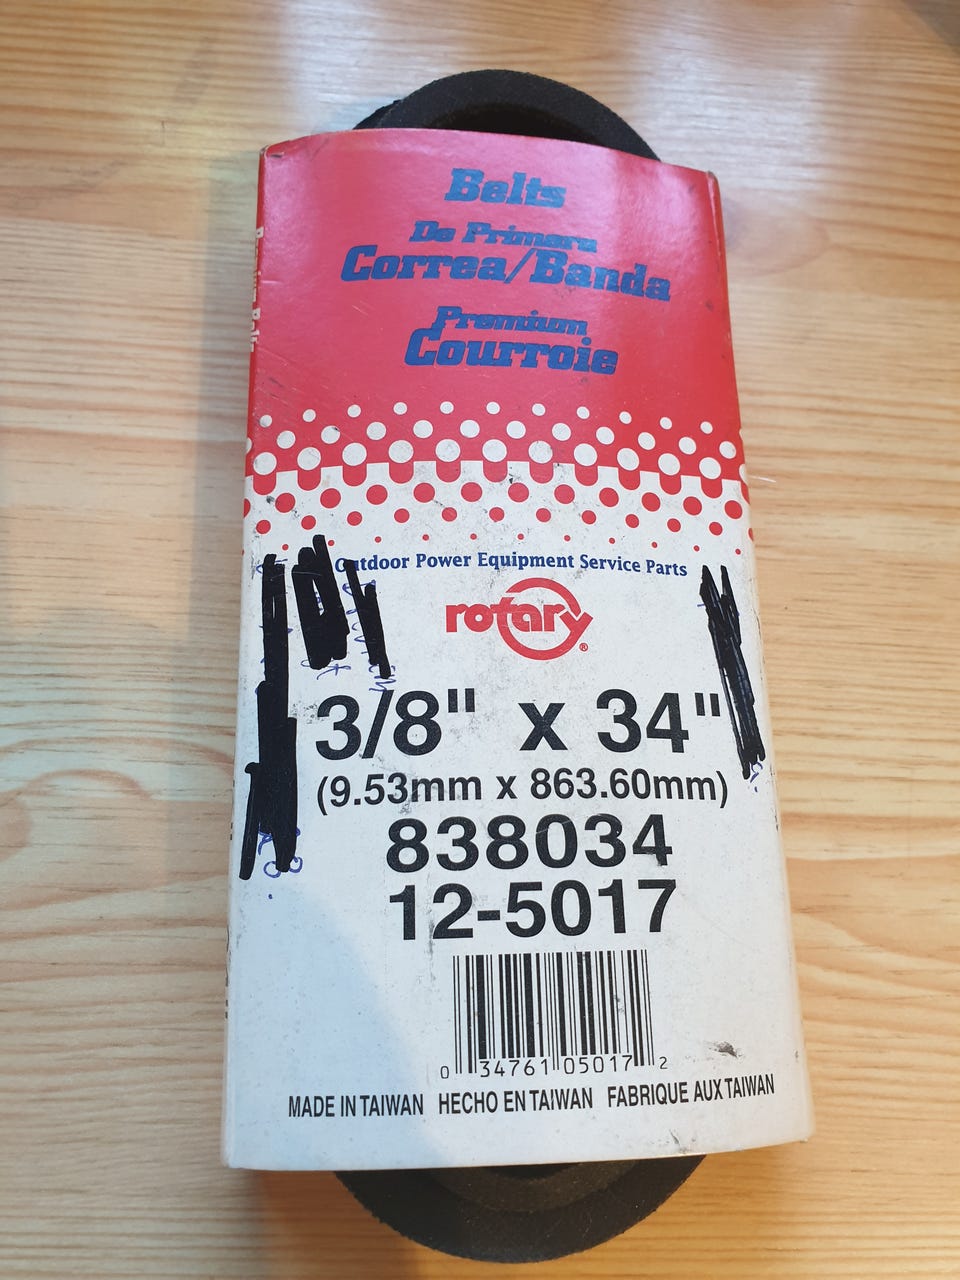 Belts
De Primera
Correa/Banda
Premium
Courroie
Outdoor Power Equipment Service Parts
rotary®
3/8" x 34"
(9.53mm x 863.60mm)
838034
12-5017
0 34761 05017 2
MADE IN TAIWAN HECHO EN TAIWAN FABRIQUE AUX TAIWAN